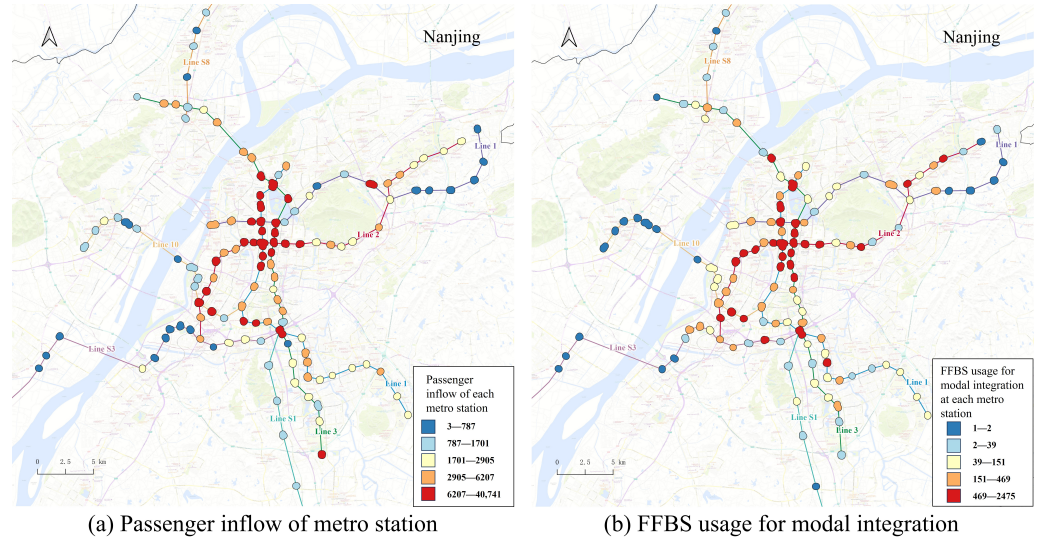 Nanjing
Line S8
Line 1
Line 2
Line 10
Line S3
Line 1
Line S1
Line 3
Passenger
inflow of each
metro station
3—787
787—1701
1701—2905
2905—6207
6207—40,741
0 2.5 5 km
(a) Passenger inflow of metro station
Nanjing
Line S8
Line 1
Line 2
Line 10
Line S3
Line 1
Line S1
Line 3
FFBS usage for
modal integration
at each metro
station
1—2
2—39
39—151
151—469
469—2475
0 2.5 5 km
(b) FFBS usage for modal integration